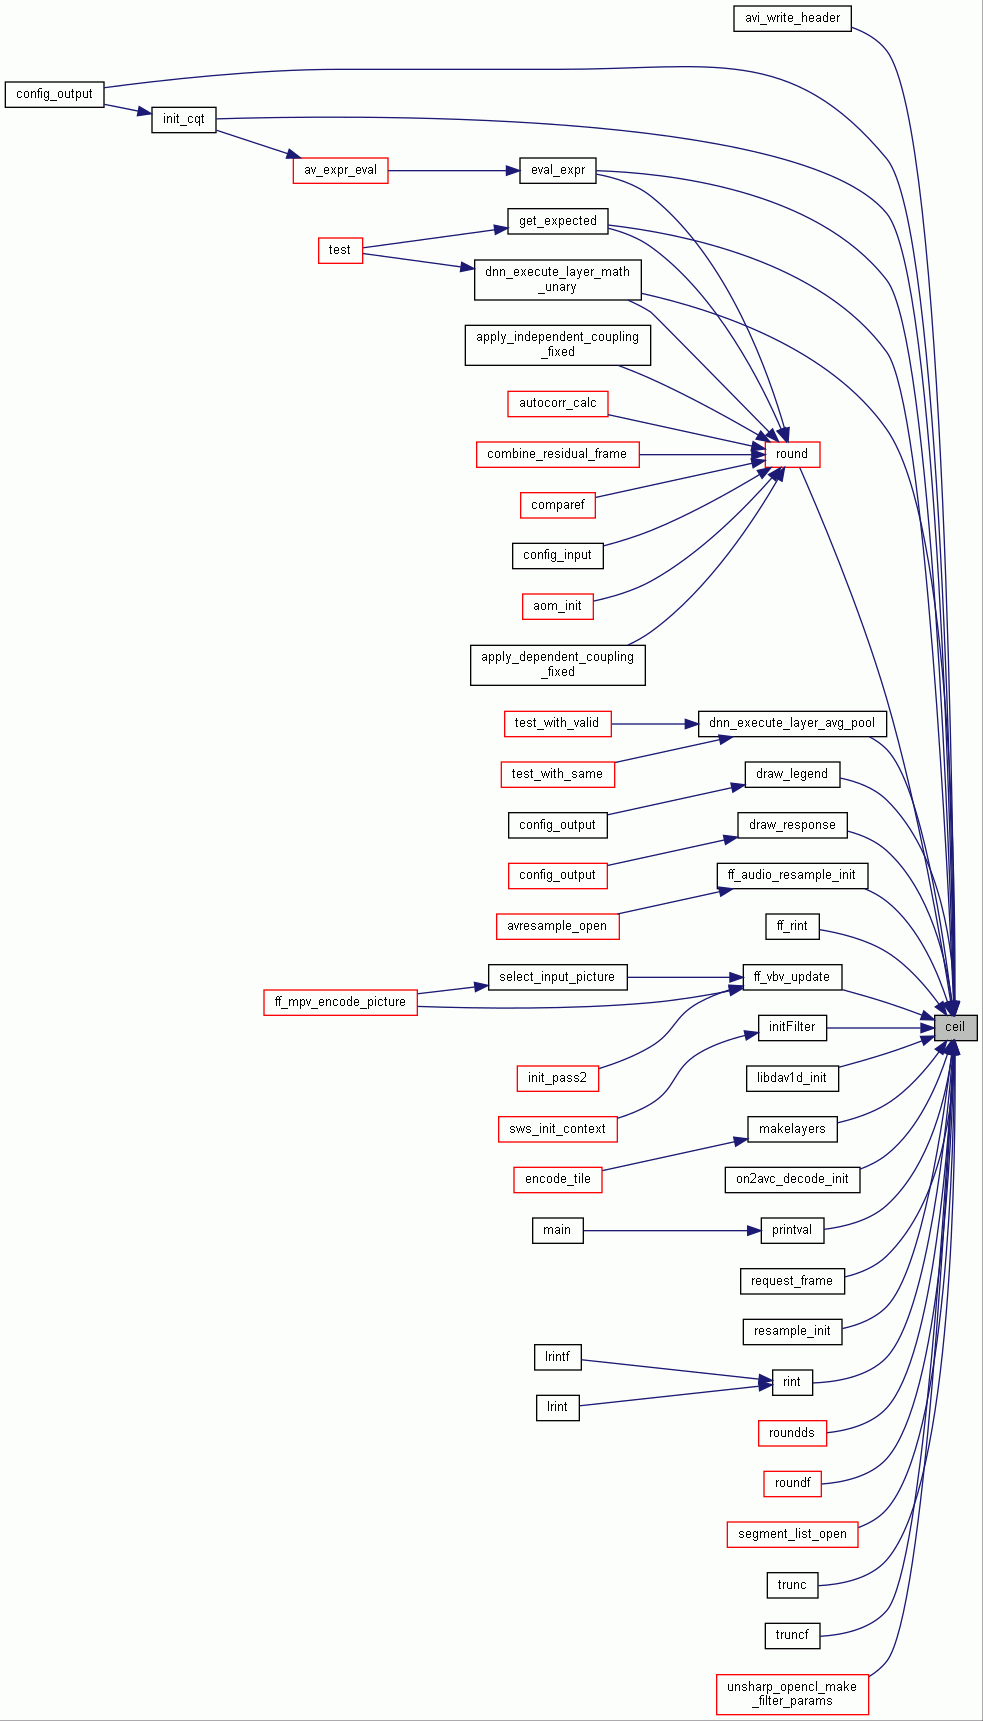 avi_write_header
config_output
init_cqt
av_expr_eval
eval_expr
get_expected
test
dnn_execute_layer_math
_unary
apply_independent_coupling
_fixed
autocorr_calc
combine_residual_frame
round
comparef
config_input
aom_init
apply_dependent_coupling
_fixed
test_with_valid
dnn_execute_layer_avg_pool
test_with_same
draw_legend
config_output
draw_response
config_output
ff_audio_resample_init
avresample_open
ff_rint
select_input_picture
ff_vbv_update
ff_mpv_encode_picture
initFilter
ceil
init_pass2
libdav1d_init
sws_init_context
makelayers
encode_tile
on2avc_decode_init
main
printval
request_frame
resample_init
lrintf
rint
lrint
roundds
roundf
segment_list_open
trunc
truncf
unsharp_opencl_make
_filter_params